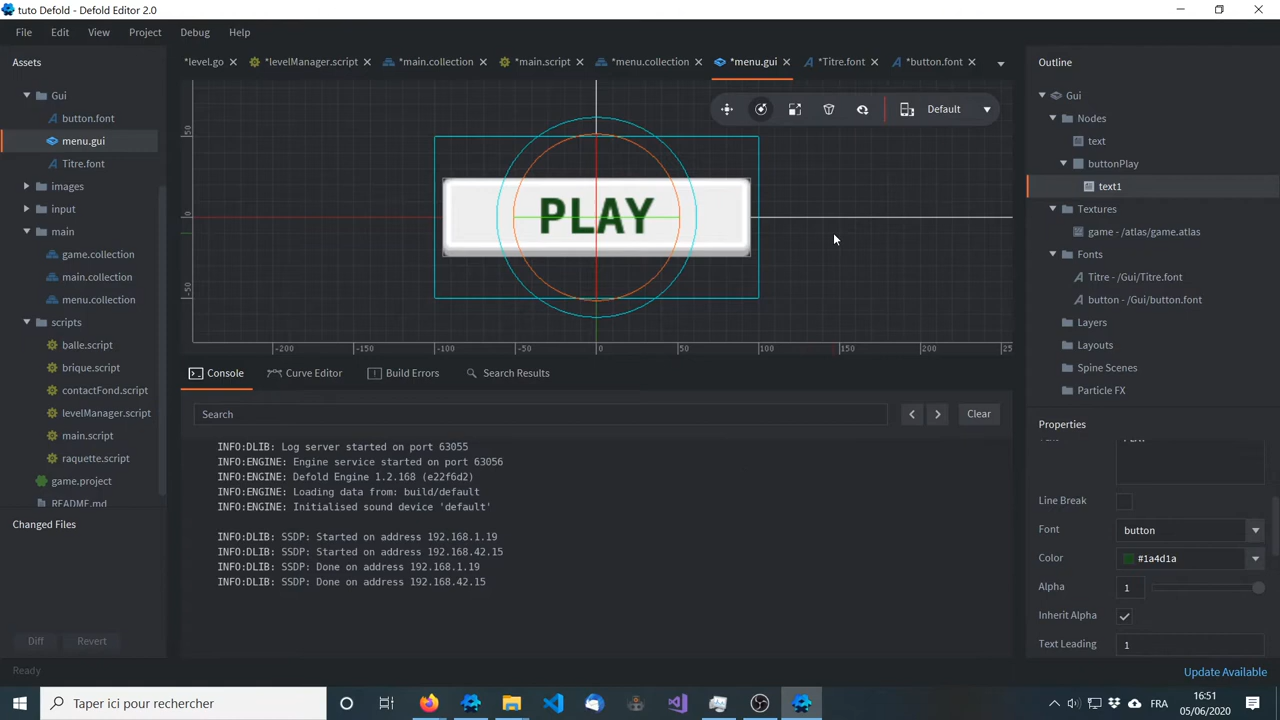 tuto Defold - Defold Editor 2.0
File Edit View Project Debug Help
Assets
Gui
button.font
menu.gui
Titre.font
images
input
main
game.collection
main.collection
menu.collection
scripts
balle.script
brique.script
contactFond.script
levelManager.script
main.script
raquette.script
game.project
README.md
Changed Files
Diff Revert
Ready
*level.go *levelManager.script *main.collection *main.script *menu.collection *menu.gui *Titre.font *button.font
Default
PLAY
50
0
-50
-200 -150 -100 -50 0 50 100 150 200 25
Console Curve Editor Build Errors Search Results
Search
Clear
INFO:DLIB: Log server started on port 63055
INFO:ENGINE: Engine service started on port 63056
INFO:ENGINE: Defold Engine 1.2.168 (e22f6d2)
INFO:ENGINE: Loading data from: build/default
INFO:ENGINE: Initialised sound device 'default'
INFO:DLIB: SSDP: Started on address 192.168.1.19
INFO:DLIB: SSDP: Started on address 192.168.42.15
INFO:DLIB: SSDP: Done on address 192.168.1.19
INFO:DLIB: SSDP: Done on address 192.168.42.15
Outline
Gui
Nodes
text
buttonPlay
text1
Textures
game - /atlas/game.atlas
Fonts
Titre - /Gui/Titre.font
button - /Gui/button.font
Layers
Layouts
Spine Scenes
Particle FX
Properties
Line Break
Font button
Color #1a4d1a
Alpha 1
Inherit Alpha
Text Leading 1
Update Available
Taper ici pour rechercher
FRA
16:51
05/06/2020